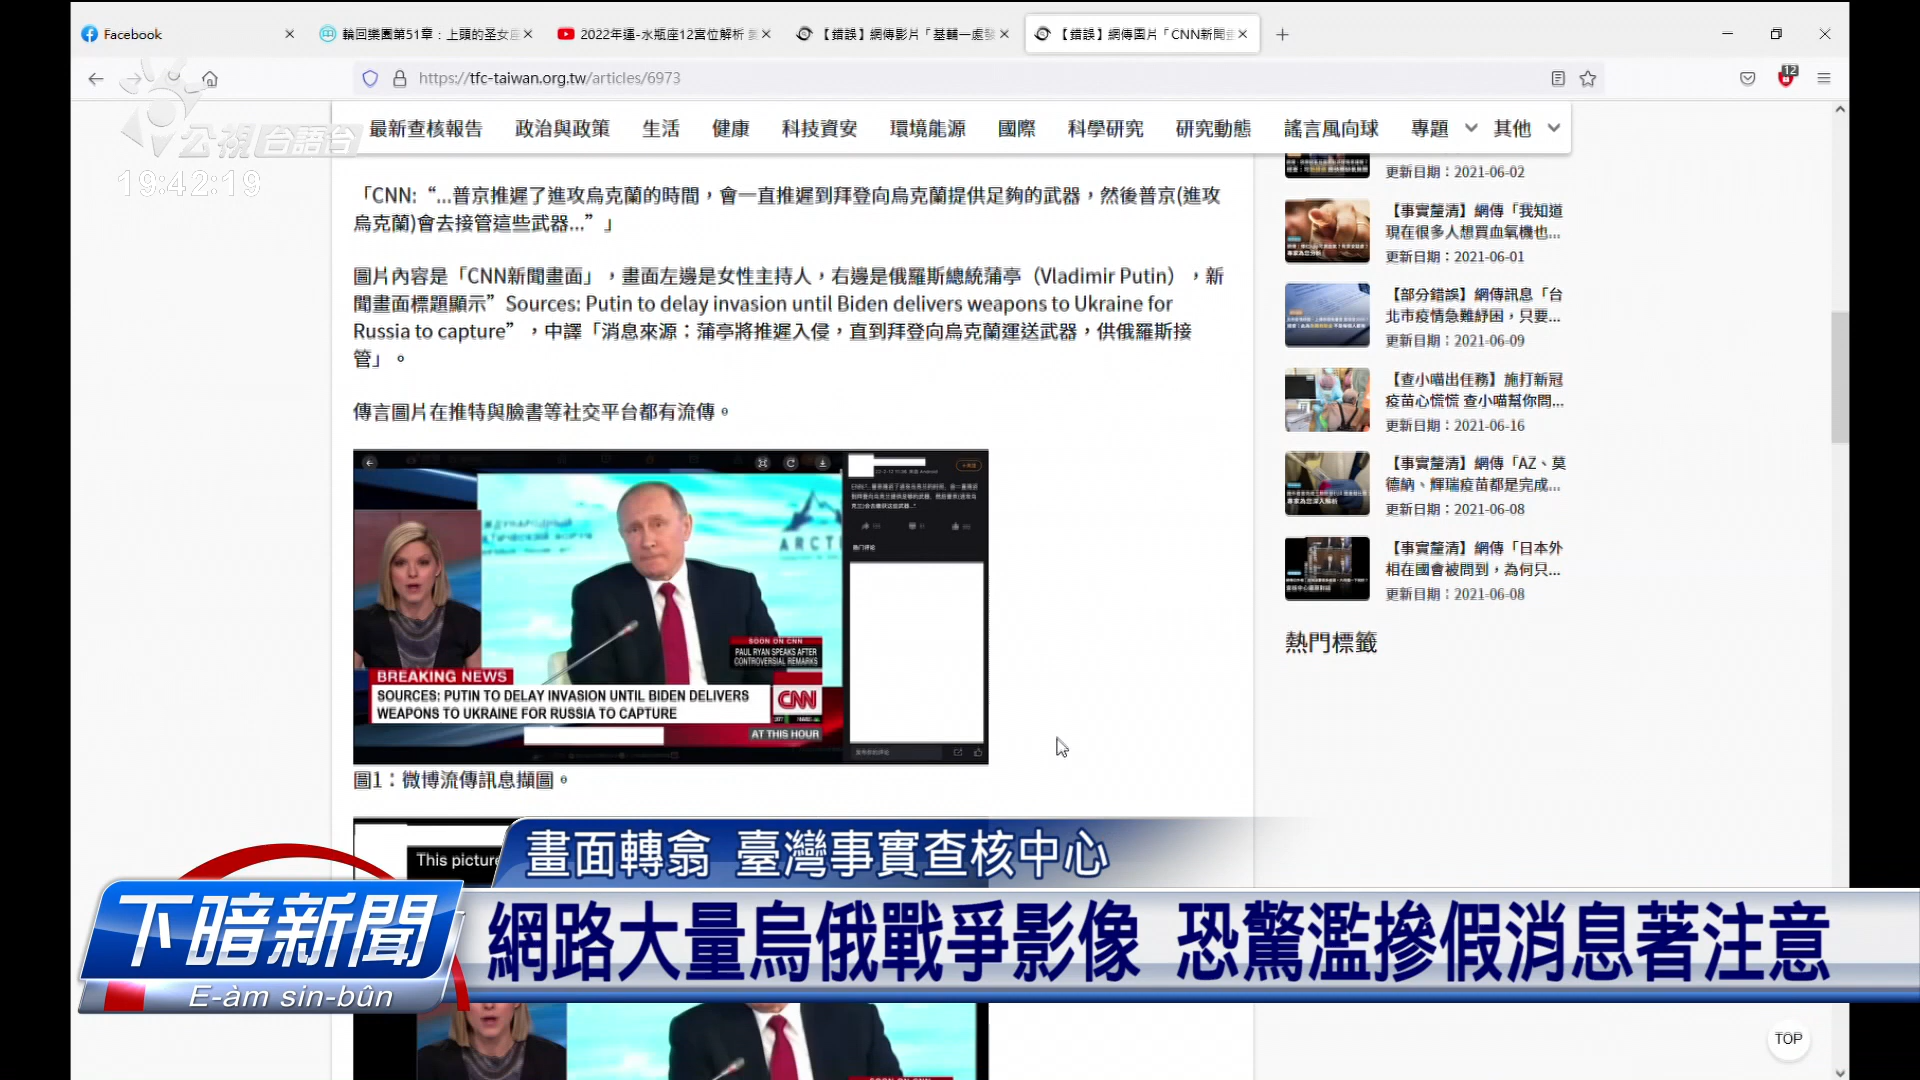 Facebook
輪回樂園第51章：上頭的圣女
2022年運-水瓶座12宮位解析
【錯誤】網傳影片「基輔一處
【錯誤】網傳圖片「CNN新聞
https://tfc-taiwan.org.tw/articles/6973
12
公視台語台
19:42:19
最新查核報告 政治與政策 生活 健康 科技資安 環境能源 國際 科學研究 研究動態 謠言風向球 專題 其他
「CNN: “...普京推遲了進攻烏克蘭的時間，會一直推遲到拜登向烏克蘭提供足夠的武器，然後普京(進攻
烏克蘭)會去接管這些武器...”」
圖片內容是「CNN新聞畫面」，畫面左邊是女性主持人，右邊是俄羅斯總統蒲亭（Vladimir Putin），新
聞畫面標題顯示”Sources: Putin to delay invasion until Biden delivers weapons to Ukraine for
Russia to capture”，中譯「消息來源：蒲亭將推遲入侵，直到拜登向烏克蘭運送武器，供俄羅斯接
管」。
傳言圖片在推特與臉書等社交平台都有流傳。
ARCT
SOON ON CNN
PAUL RYAN SPEAKS AFTER
CONTROVERSIAL REMARKS
BREAKING NEWS
SOURCES: PUTIN TO DELAY INVASION UNTIL BIDEN DELIVERS
WEAPONS TO UKRAINE FOR RUSSIA TO CAPTURE
CNN
AT THIS HOUR
圖1：微博流傳訊息擷圖。
This picture
更新日期：2021-06-02
【事實釐清】網傳「我知道
現在很多人想買血氧機也...
更新日期：2021-06-01
【部分錯誤】網傳訊息「台
北市疫情急難紓困，只要...
更新日期：2021-06-09
【查小喵出任務】施打新冠
疫苗心慌慌 查小喵幫你問...
更新日期：2021-06-16
【事實釐清】網傳「AZ、莫
德納、輝瑞疫苗都是完成...
更新日期：2021-06-08
【事實釐清】網傳「日本外
相在國會被問到，為何只...
更新日期：2021-06-08
熱門標籤
畫面轉翕 臺灣事實查核中心
下暗新聞
E-àm sin-bûn
網路大量烏俄戰爭影像 恐驚濫摻假消息著注意
TOP